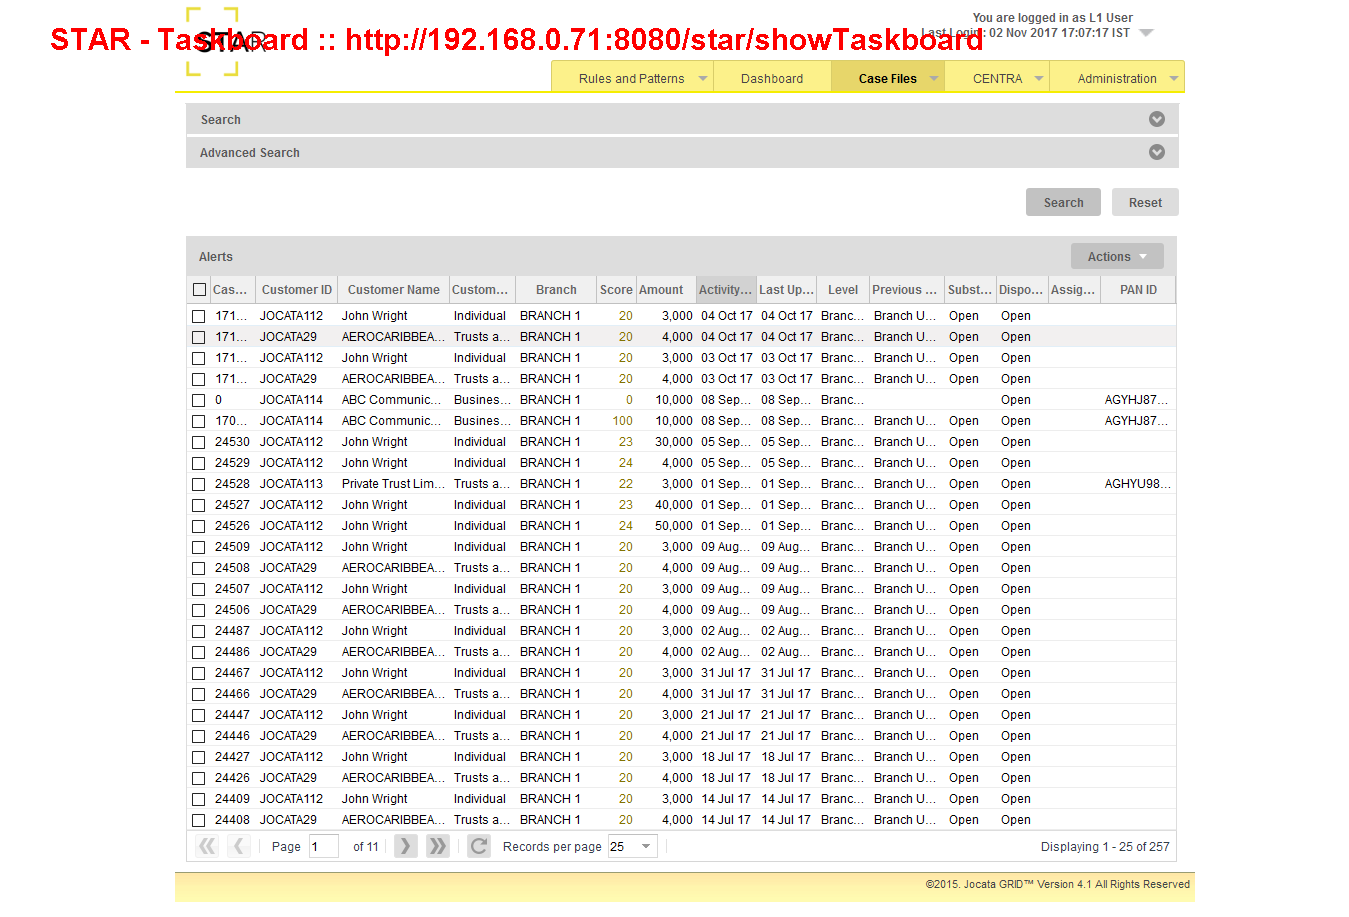 You are logged in as L1 User
STAR - Taskboard :: http://192.168.0.71:8080/star/showTaskboard
STAR
Last Login : 02 Nov 2017 17:07:17 IST
Rules and Patterns Dashboard Case Files CENTRA Administration
Search
Advanced Search
Search Reset
Alerts Actions
Cas... Customer ID Customer Name Custom... Branch Score Amount Activity... Last Up... Level Previous ... Subst... Dispo... Assig... PAN ID
171... JOCATA112 John Wright Individual BRANCH 1 20 3,000 04 Oct 17 04 Oct 17 Branc... Branch U... Open Open
171... JOCATA29 AEROCARIBBEA... Trusts a... BRANCH 1 20 4,000 04 Oct 17 04 Oct 17 Branc... Branch U... Open Open
171... JOCATA112 John Wright Individual BRANCH 1 20 3,000 03 Oct 17 03 Oct 17 Branc... Branch U... Open Open
171... JOCATA29 AEROCARIBBEA... Trusts a... BRANCH 1 20 4,000 03 Oct 17 03 Oct 17 Branc... Branch U... Open Open
0 JOCATA114 ABC Communic... Busines... BRANCH 1 0 10,000 08 Sep... 08 Sep... Branc... Open AGYHJ87...
170... JOCATA114 ABC Communic... Busines... BRANCH 1 100 10,000 08 Sep... 08 Sep... Branc... Branch U... Open Open AGYHJ87...
24530 JOCATA112 John Wright Individual BRANCH 1 23 30,000 05 Sep... 05 Sep... Branc... Branch U... Open Open
24529 JOCATA112 John Wright Individual BRANCH 1 24 4,000 05 Sep... 05 Sep... Branc... Branch U... Open Open
24528 JOCATA113 Private Trust Lim... Trusts a... BRANCH 1 22 3,000 01 Sep... 01 Sep... Branc... Branch U... Open Open AGHYU98...
24527 JOCATA112 John Wright Individual BRANCH 1 23 40,000 01 Sep... 01 Sep... Branc... Branch U... Open Open
24526 JOCATA112 John Wright Individual BRANCH 1 24 50,000 01 Sep... 01 Sep... Branc... Branch U... Open Open
24509 JOCATA112 John Wright Individual BRANCH 1 20 3,000 09 Aug... 09 Aug... Branc... Branch U... Open Open
24508 JOCATA29 AEROCARIBBEA... Trusts a... BRANCH 1 20 4,000 09 Aug... 09 Aug... Branc... Branch U... Open Open
24507 JOCATA112 John Wright Individual BRANCH 1 20 3,000 09 Aug... 09 Aug... Branc... Branch U... Open Open
24506 JOCATA29 AEROCARIBBEA... Trusts a... BRANCH 1 20 4,000 09 Aug... 09 Aug... Branc... Branch U... Open Open
24487 JOCATA112 John Wright Individual BRANCH 1 20 3,000 02 Aug... 02 Aug... Branc... Branch U... Open Open
24486 JOCATA29 AEROCARIBBEA... Trusts a... BRANCH 1 20 4,000 02 Aug... 02 Aug... Branc... Branch U... Open Open
24467 JOCATA112 John Wright Individual BRANCH 1 20 3,000 31 Jul 17 31 Jul 17 Branc... Branch U... Open Open
24466 JOCATA29 AEROCARIBBEA... Trusts a... BRANCH 1 20 4,000 31 Jul 17 31 Jul 17 Branc... Branch U... Open Open
24447 JOCATA112 John Wright Individual BRANCH 1 20 3,000 21 Jul 17 21 Jul 17 Branc... Branch U... Open Open
24446 JOCATA29 AEROCARIBBEA... Trusts a... BRANCH 1 20 4,000 21 Jul 17 21 Jul 17 Branc... Branch U... Open Open
24427 JOCATA112 John Wright Individual BRANCH 1 20 3,000 18 Jul 17 18 Jul 17 Branc... Branch U... Open Open
24426 JOCATA29 AEROCARIBBEA... Trusts a... BRANCH 1 20 4,000 18 Jul 17 18 Jul 17 Branc... Branch U... Open Open
24409 JOCATA112 John Wright Individual BRANCH 1 20 3,000 14 Jul 17 14 Jul 17 Branc... Branch U... Open Open
24408 JOCATA29 AEROCARIBBEA... Trusts a... BRANCH 1 20 4,000 14 Jul 17 14 Jul 17 Branc... Branch U... Open Open
Page 1 of 11 Records per page 25 Displaying 1 - 25 of 257
©2015. Jocata GRID™ Version 4.1 All Rights Reserved